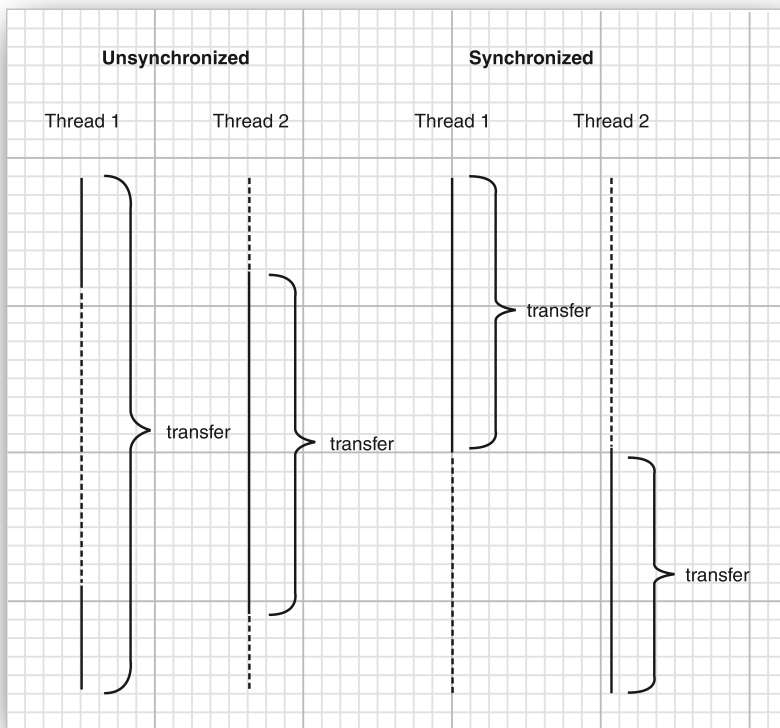 Unsynchronized
Synchronized
Thread 1
Thread 2
Thread 1
Thread 2
transfer
transfer
transfer
transfer